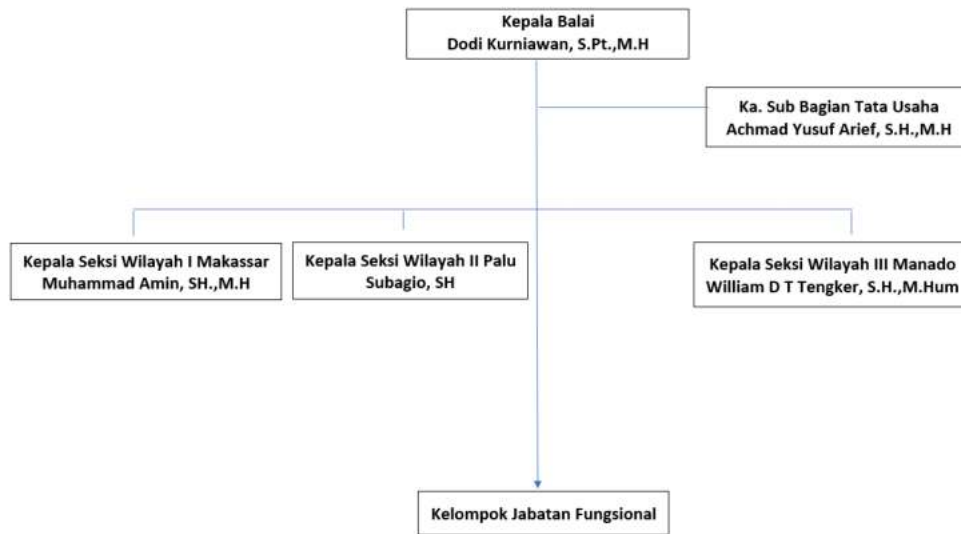 Kepala Balai
Dodi Kurniawan, S.Pt.,M.H
Ka. Sub Bagian Tata Usaha
Achmad Yusuf Arief, S.H.,M.H
Kepala Seksi Wilayah I Makassar
Muhammad Amin, SH.,M.H
Kepala Seksi Wilayah II Palu
Subagio, SH
Kepala Seksi Wilayah III Manado
William D T Tengker, S.H.,M.Hum
Kelompok Jabatan Fungsional